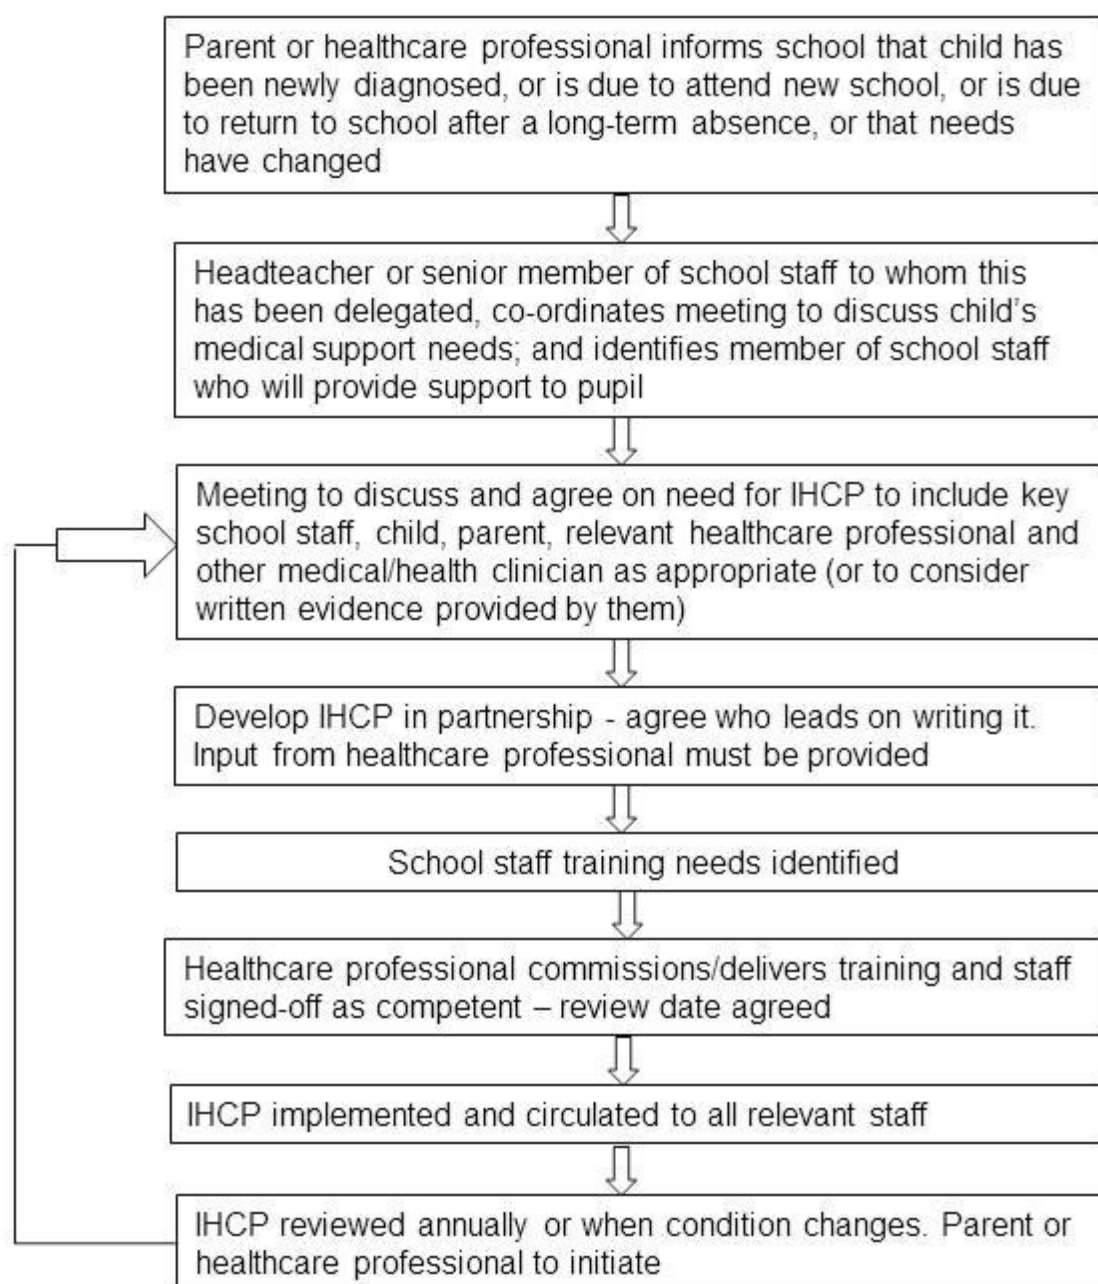 Parent or healthcare professional informs school that child has
been newly diagnosed, or is due to attend new school, or is due
to return to school after a long-term absence, or that needs
have changed
Headteacher or senior member of school staff to whom this
has been delegated, co-ordinates meeting to discuss child's
medical support needs; and identifies member of school staff
who will provide support to pupil
Meeting to discuss and agree on need for IHCP to include key
school staff, child, parent, relevant healthcare professional and
other medical/health clinician as appropriate (or to consider
written evidence provided by them)
Develop IHCP in partnership - agree who leads on writing it.
Input from healthcare professional must be provided
School staff training needs identified
Healthcare professional commissions/delivers training and staff
signed-off as competent – review date agreed
IHCP implemented and circulated to all relevant staff
IHCP reviewed annually or when condition changes. Parent or
healthcare professional to initiate